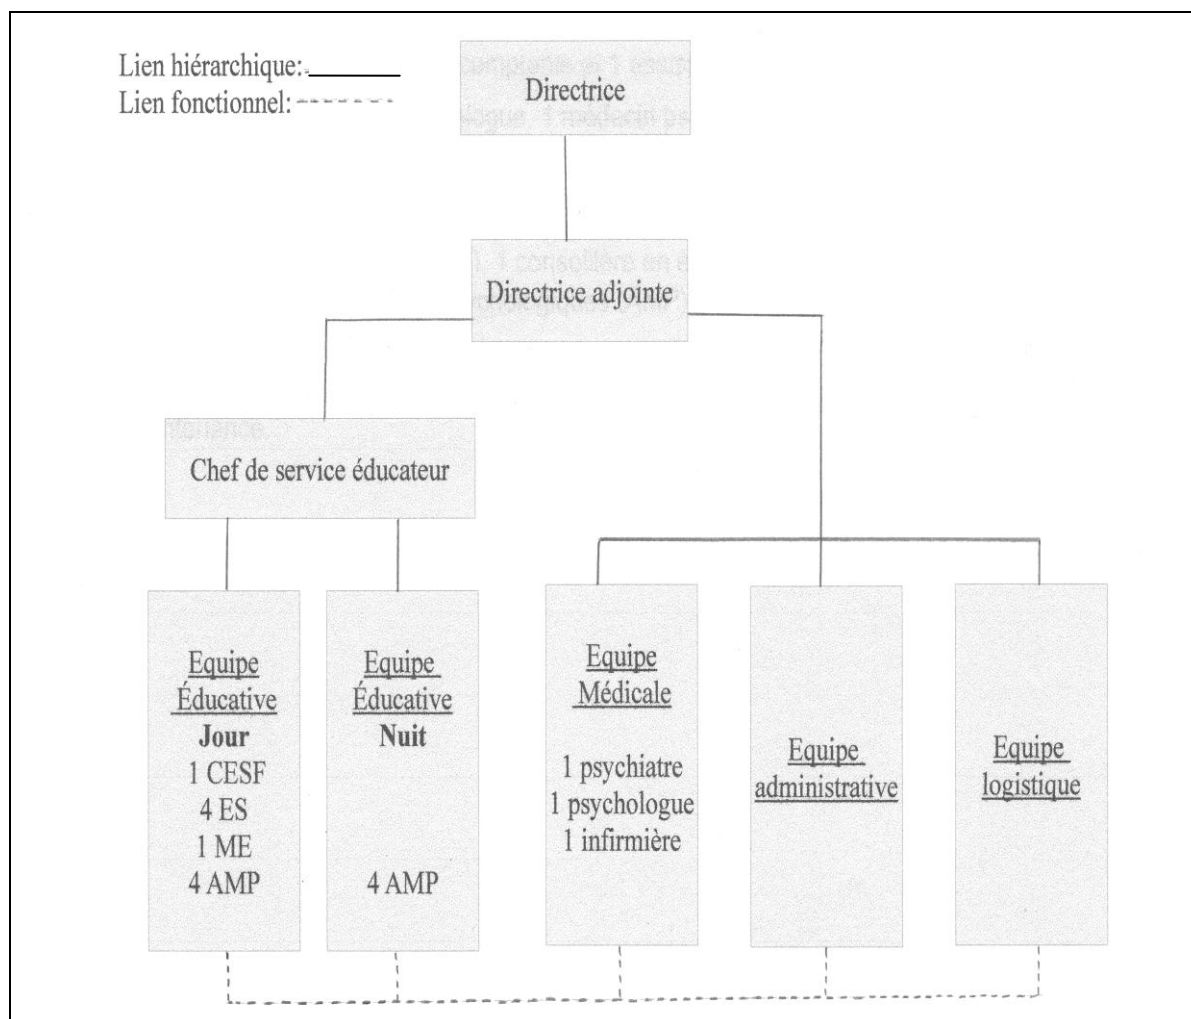 Lien hiérarchique:
Lien fonctionnel:
Directrice
Directrice adjointe
Chef de service éducateur
Equipe
Éducative
Jour
1 CESF
4 ES
1 ME
4 AMP
Equipe
Éducative
Nuit
4 AMP
Equipe
Médicale
1 psychiatre
1 psychologue
1 infirmière
Equipe
administrative
Equipe
logistique